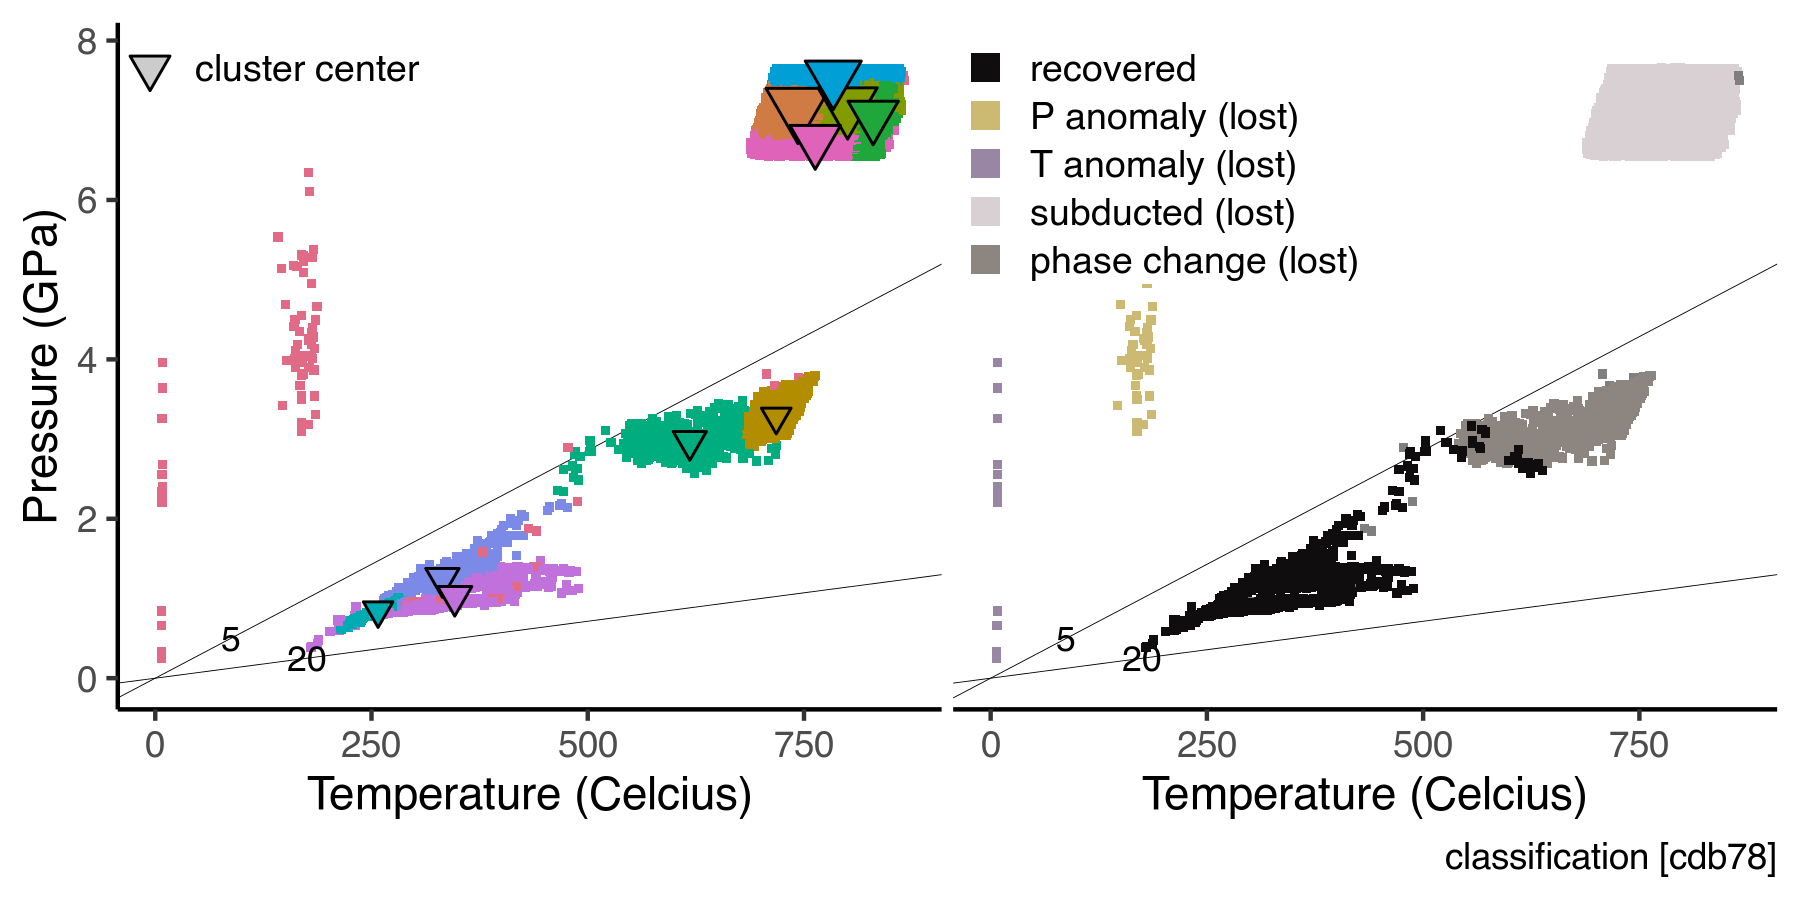 8
6
4
2
0
Pressure (GPa)
cluster center
5
20
0
250
500
750
Temperature (Celcius)
recovered
P anomaly (lost)
T anomaly (lost)
subducted (lost)
phase change (lost)
5
20
0
250
500
750
Temperature (Celcius)
classification [cdb78]